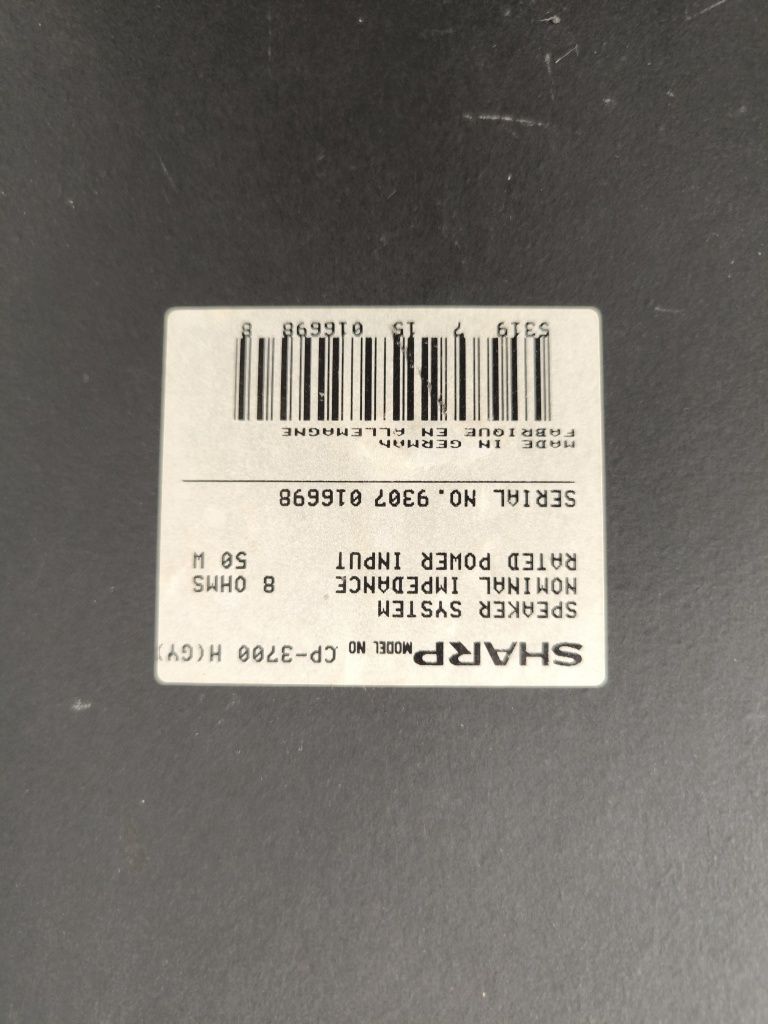 SHARP MODEL NO CP-3700 H(GY)
SPEAKER SYSTEM
NOMINAL IMPEDANCE 8 OHMS
RATED POWER INPUT 50 W
SERIAL NO. 9307 016698
MADE IN GERMAN
FABRIQUE EN ALLEMAGNE
5319 7 15 016698 8